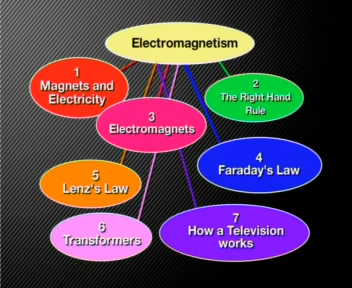 Electromagnetism
1
Magnets and
Electricity
2
The Right Hand
Rule
3
Electromagnets
4
Faraday's Law
5
Lenz's Law
6
Transformers
7
How a Television
works